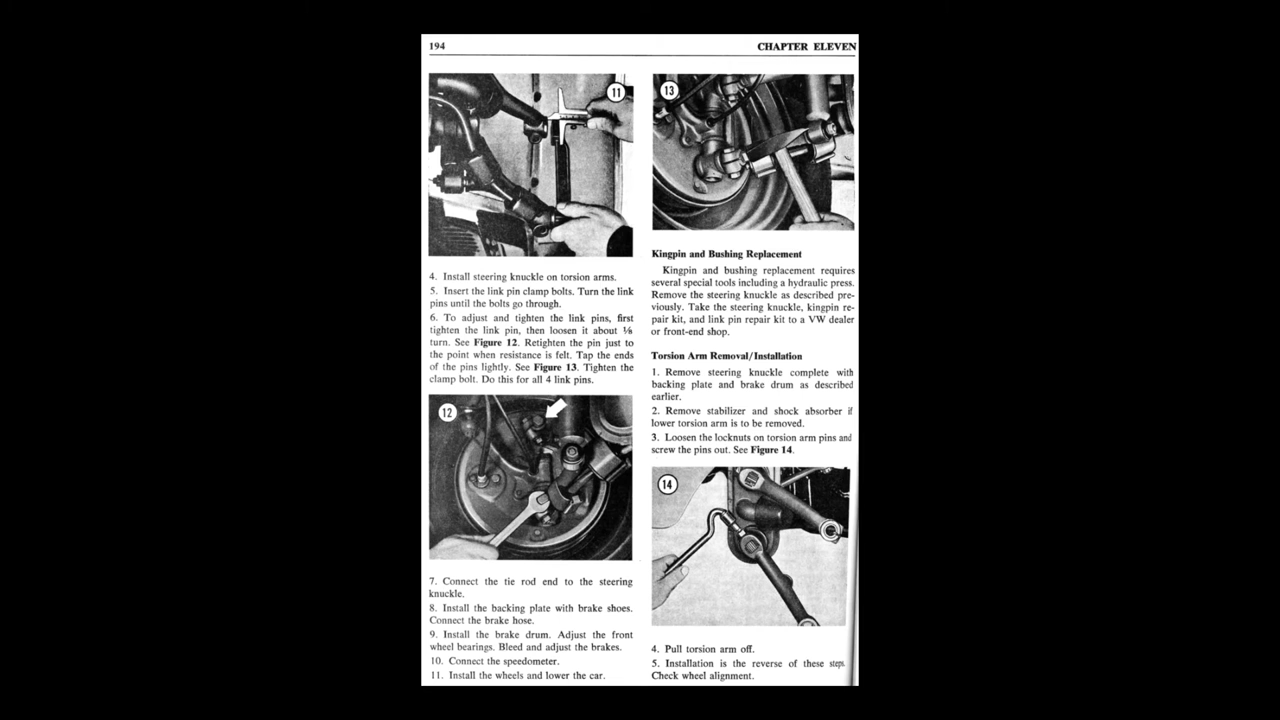 194
CHAPTER ELEVEN
11
4. Install steering knuckle on torsion arms.
5. Insert the link pin clamp bolts. Turn the link
pins until the bolts go through.
6. To adjust and tighten the link pins, first
tighten the link pin, then loosen it about ⅛
turn. See Figure 12. Retighten the pin just to
the point when resistance is felt. Tap the ends
of the pins lightly. See Figure 13. Tighten the
clamp bolt. Do this for all 4 link pins.
12
7. Connect the tie rod end to the steering
knuckle.
8. Install the backing plate with brake shoes.
Connect the brake hose.
9. Install the brake drum. Adjust the front
wheel bearings. Bleed and adjust the brakes.
10. Connect the speedometer.
11. Install the wheels and lower the car.
13
Kingpin and Bushing Replacement
Kingpin and bushing replacement requires
several special tools including a hydraulic press.
Remove the steering knuckle as described pre-
viously. Take the steering knuckle, kingpin re-
pair kit, and link pin repair kit to a VW dealer
or front-end shop.
Torsion Arm Removal/Installation
1. Remove steering knuckle complete with
backing plate and brake drum as described
earlier.
2. Remove stabilizer and shock absorber if
lower torsion arm is to be removed.
3. Loosen the locknuts on torsion arm pins and
screw the pins out. See Figure 14.
14
4. Pull torsion arm off.
5. Installation is the reverse of these steps.
Check wheel alignment.